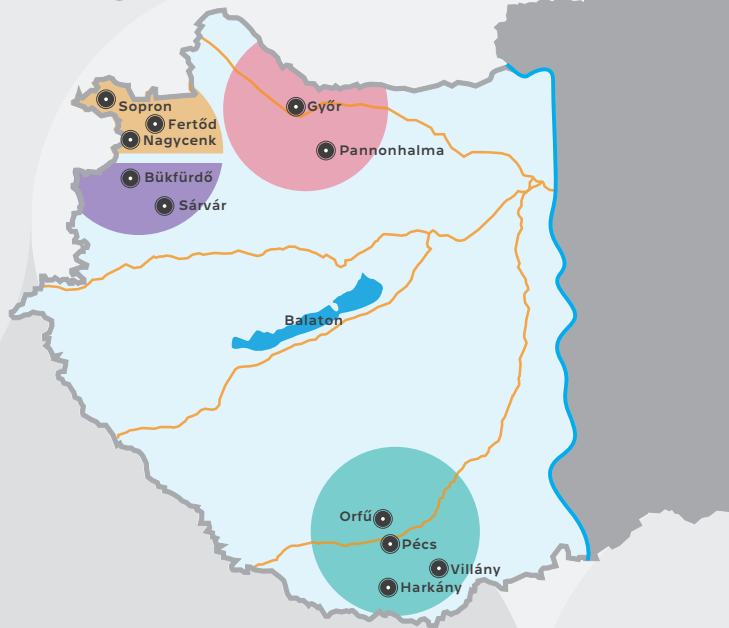 Sopron
Győr
Fertőd
Nagycenk
Pannonhalma
Bükfürdő
Sárvár
Balaton
Orfű
Pécs
Villány
Harkány